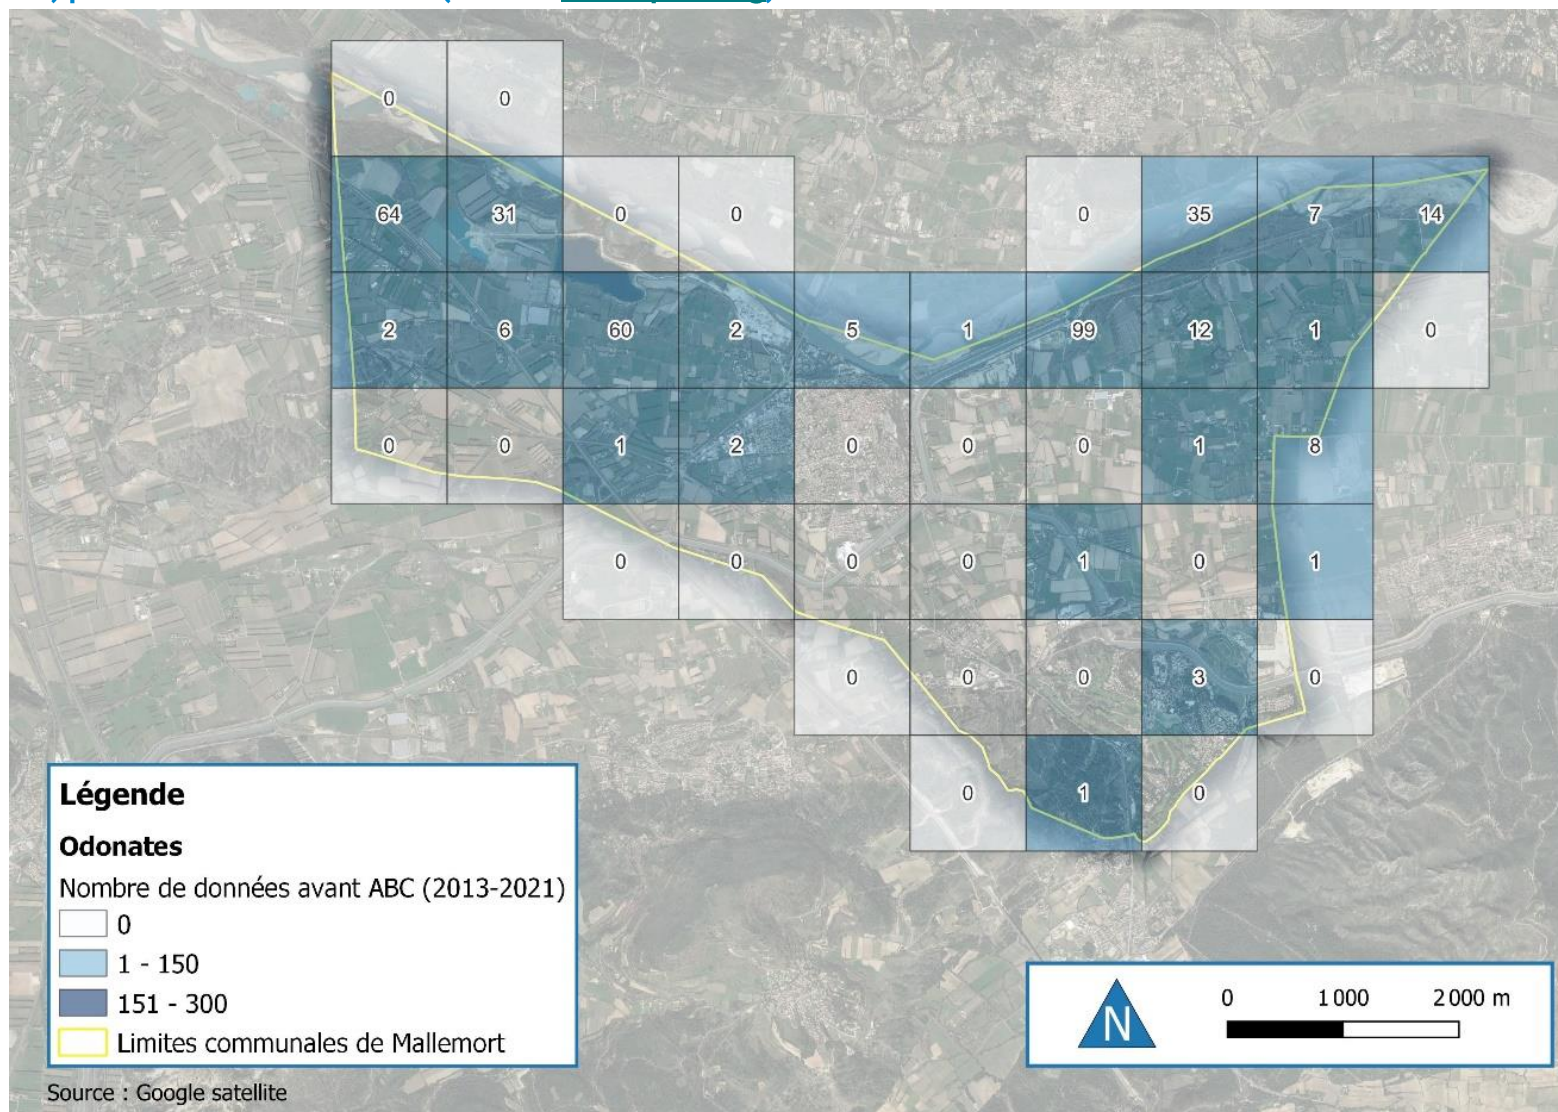 0 0
64 31 0 0 0 35 7 14
2 6 60 2 5 1 99 12 1 0
0 0 1 2 0 0 0 1 8
0 0 0 0 1 0 1
0 0 0 3 0
0 1 0
Légende
Odonates
Nombre de données avant ABC (2013-2021)
0
1 - 150
151 - 300
Limites communales de Mallemort
N
0 1 000 2 000 m
Source : Google satellite